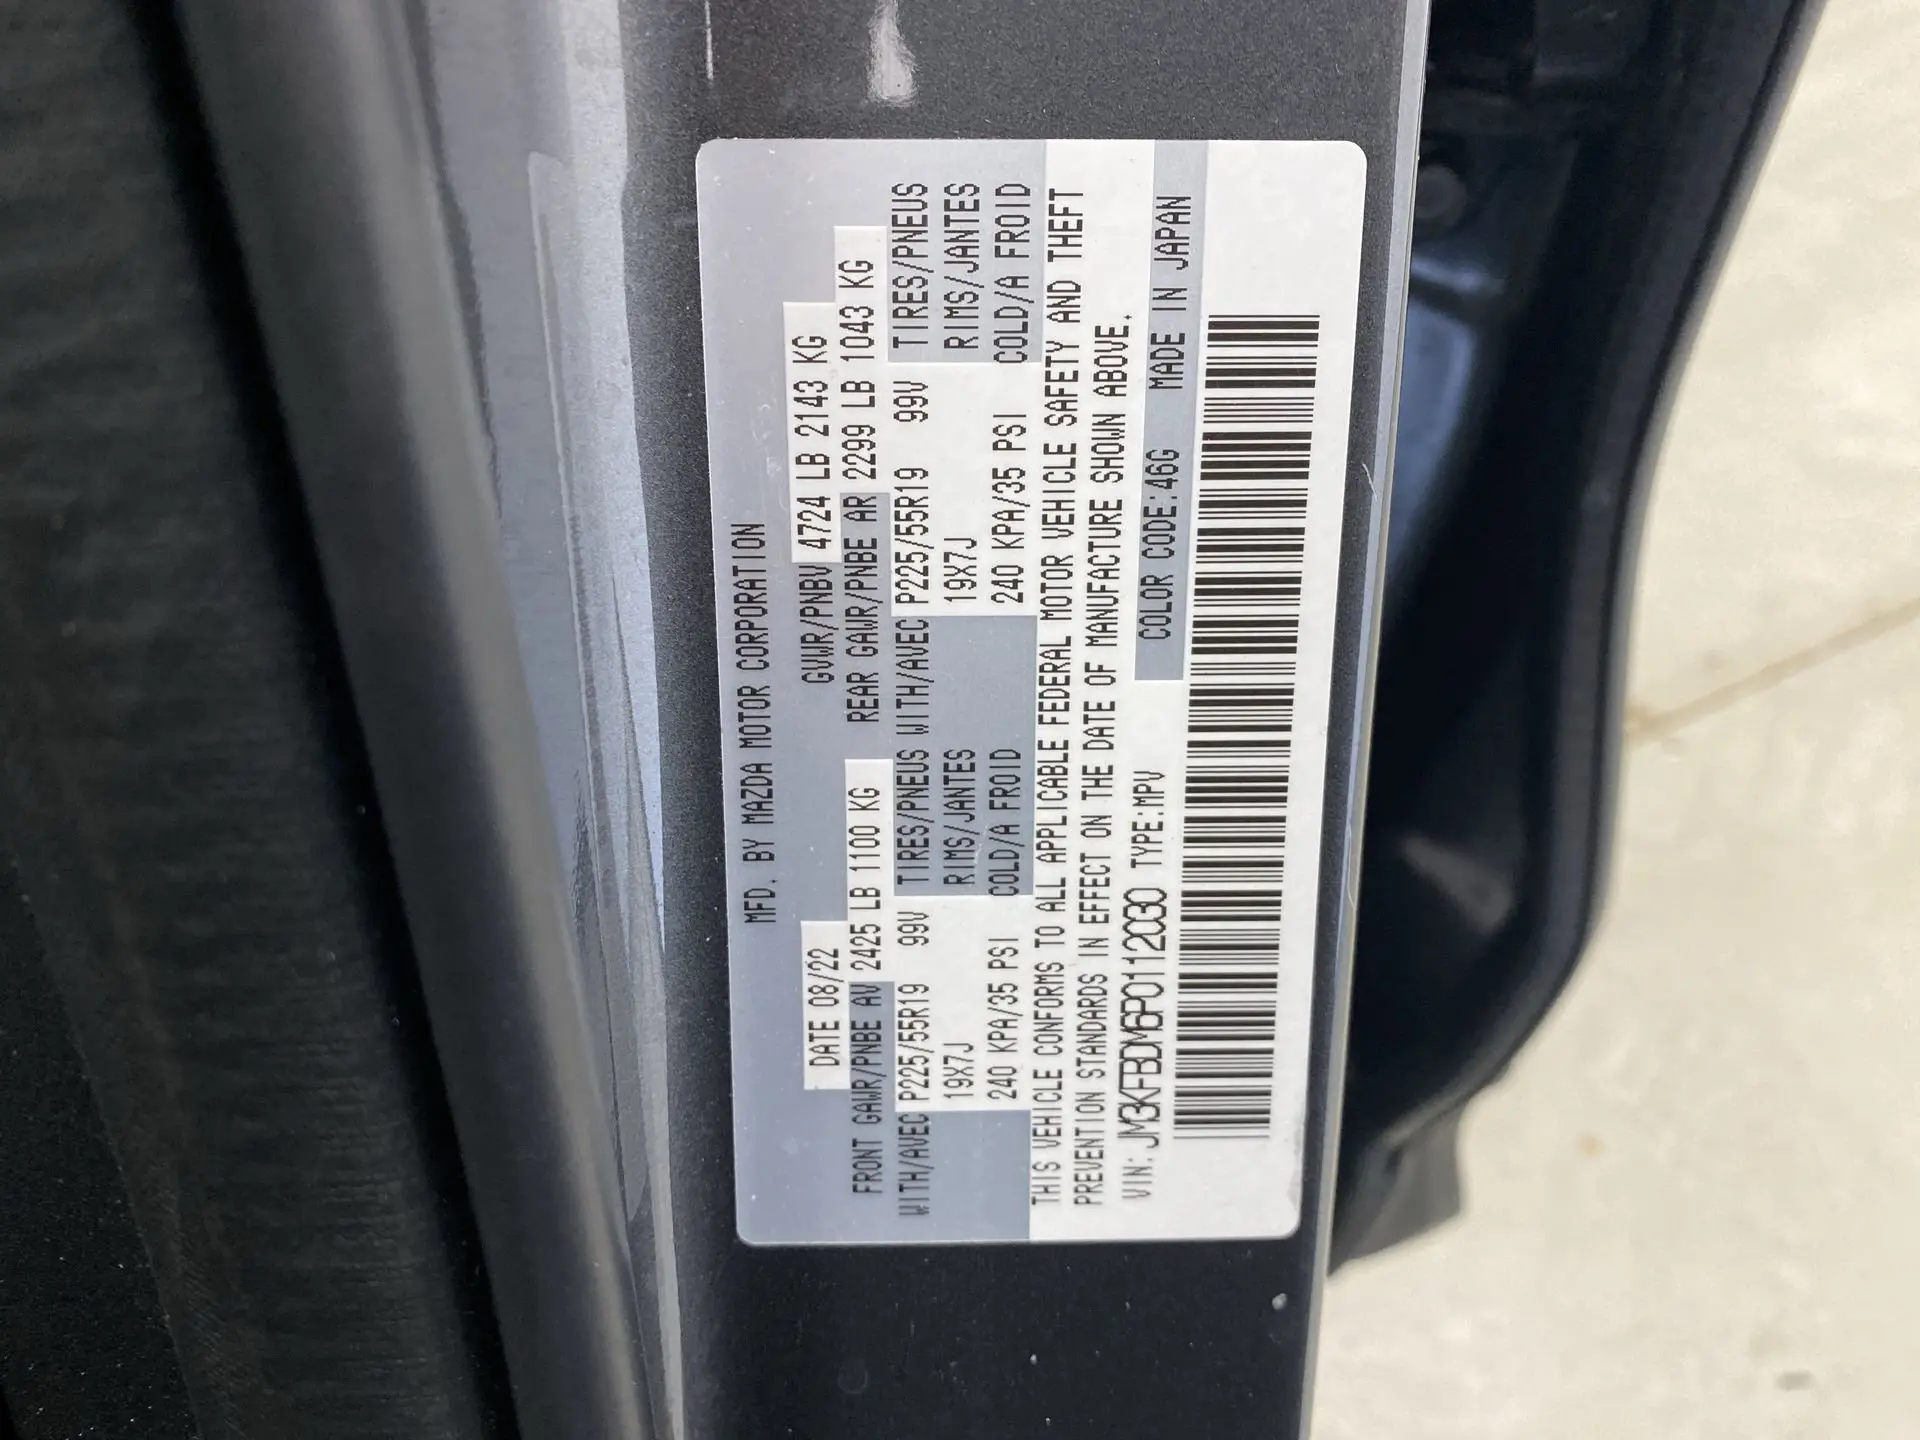 MFD. BY MAZDA MOTOR CORPORATION
DATE 08/22 GVWR/PNBV 4724 LB 2143 KG
FRONT GAWR/PNBE AV 2425 LB 1100 KG REAR GAWR/PNBE AR 2299 LB 1043 KG
WITH/AVEC P225/55R19 99V TIRES/PNEUS WITH/AVEC P225/55R19 99V TIRES/PNEUS
19X7J RIMS/JANTES 19X7J RIMS/JANTES
240 KPA/35 PSI COLD/A FROID 240 KPA/35 PSI COLD/A FROID
THIS VEHICLE CONFORMS TO ALL APPLICABLE FEDERAL MOTOR VEHICLE SAFETY AND THEFT
PREVENTION STANDARDS IN EFFECT ON THE DATE OF MANUFACTURE SHOWN ABOVE.
VIN: JM3KFBDM6P0112030 TYPE:MPV COLOR CODE:46G MADE IN JAPAN